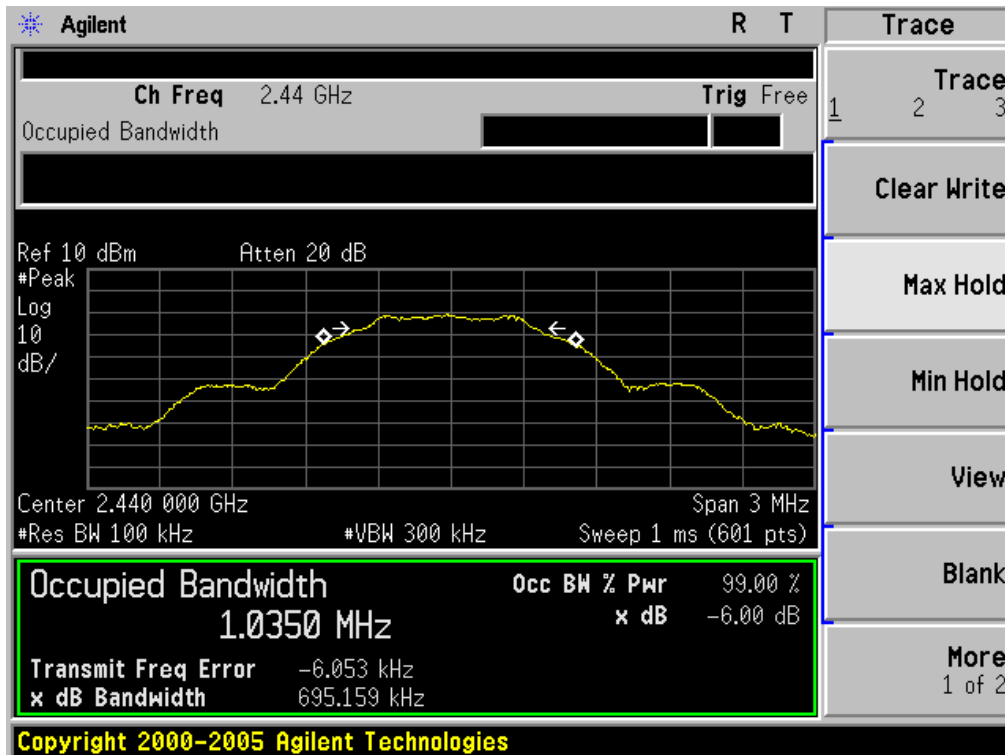 Agilent R T Trace
Ch Freq 2.44 GHz Trig Free
Occupied Bandwidth
Trace
1 2 3
Clear Write
Max Hold
Min Hold
View
Blank
More
1 of 2
Ref 10 dBm Atten 20 dB
#Peak
Log
10
dB/
Center 2.440 000 GHz Span 3 MHz
#Res BW 100 kHz #VBW 300 kHz Sweep 1 ms (601 pts)
Occupied Bandwidth
1.0350 MHz
Occ BW % Pwr 99.00 %
x dB -6.00 dB
Transmit Freq Error -6.053 kHz
x dB Bandwidth 695.159 kHz
Copyright 2000-2005 Agilent Technologies